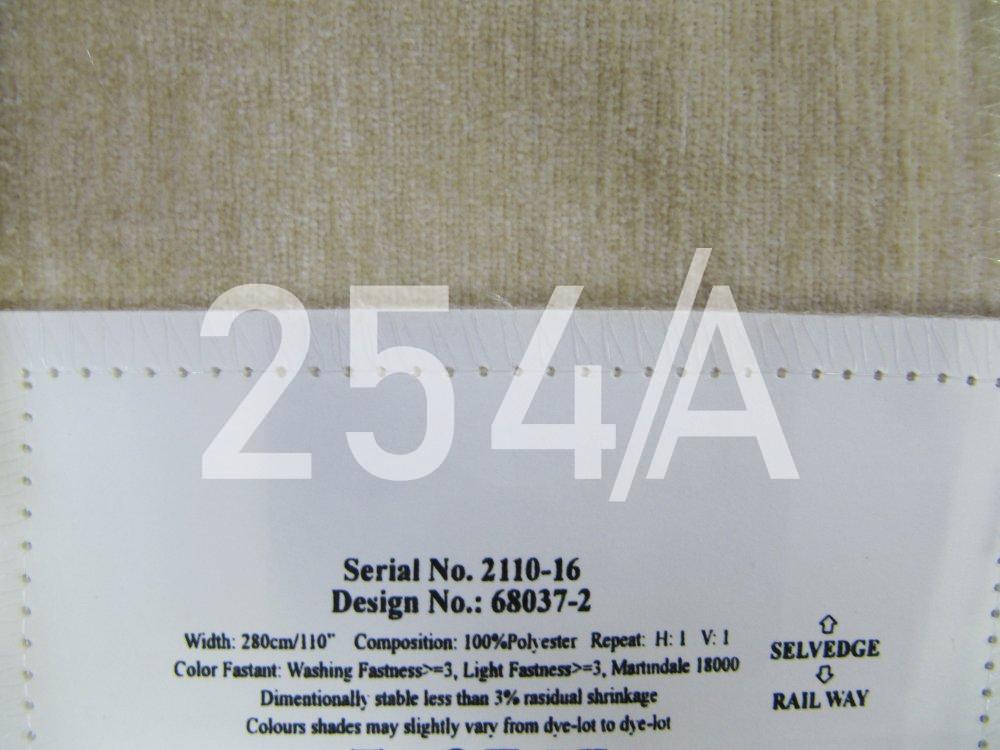 254/A
Serial No. 2110-16
Design No.: 68037-2
Width: 280cm/110" Composition: 100%Polyester Repeat: H: 1 V: 1
Color Fastant: Washing Fastness>=3, Light Fastness>=3, Martindale 18000
Dimentionally stable less than 3% rasidual shrinkage
Colours shades may slightly vary from dye-lot to dye-lot
⇧
SELVEDGE
⇩
RAIL WAY